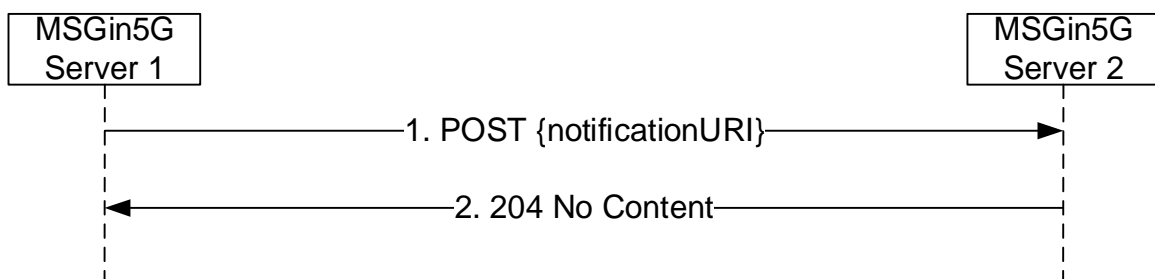 MSGin5G
Server 1
MSGin5G
Server 2
1. POST {notificationURI}
2. 204 No Content